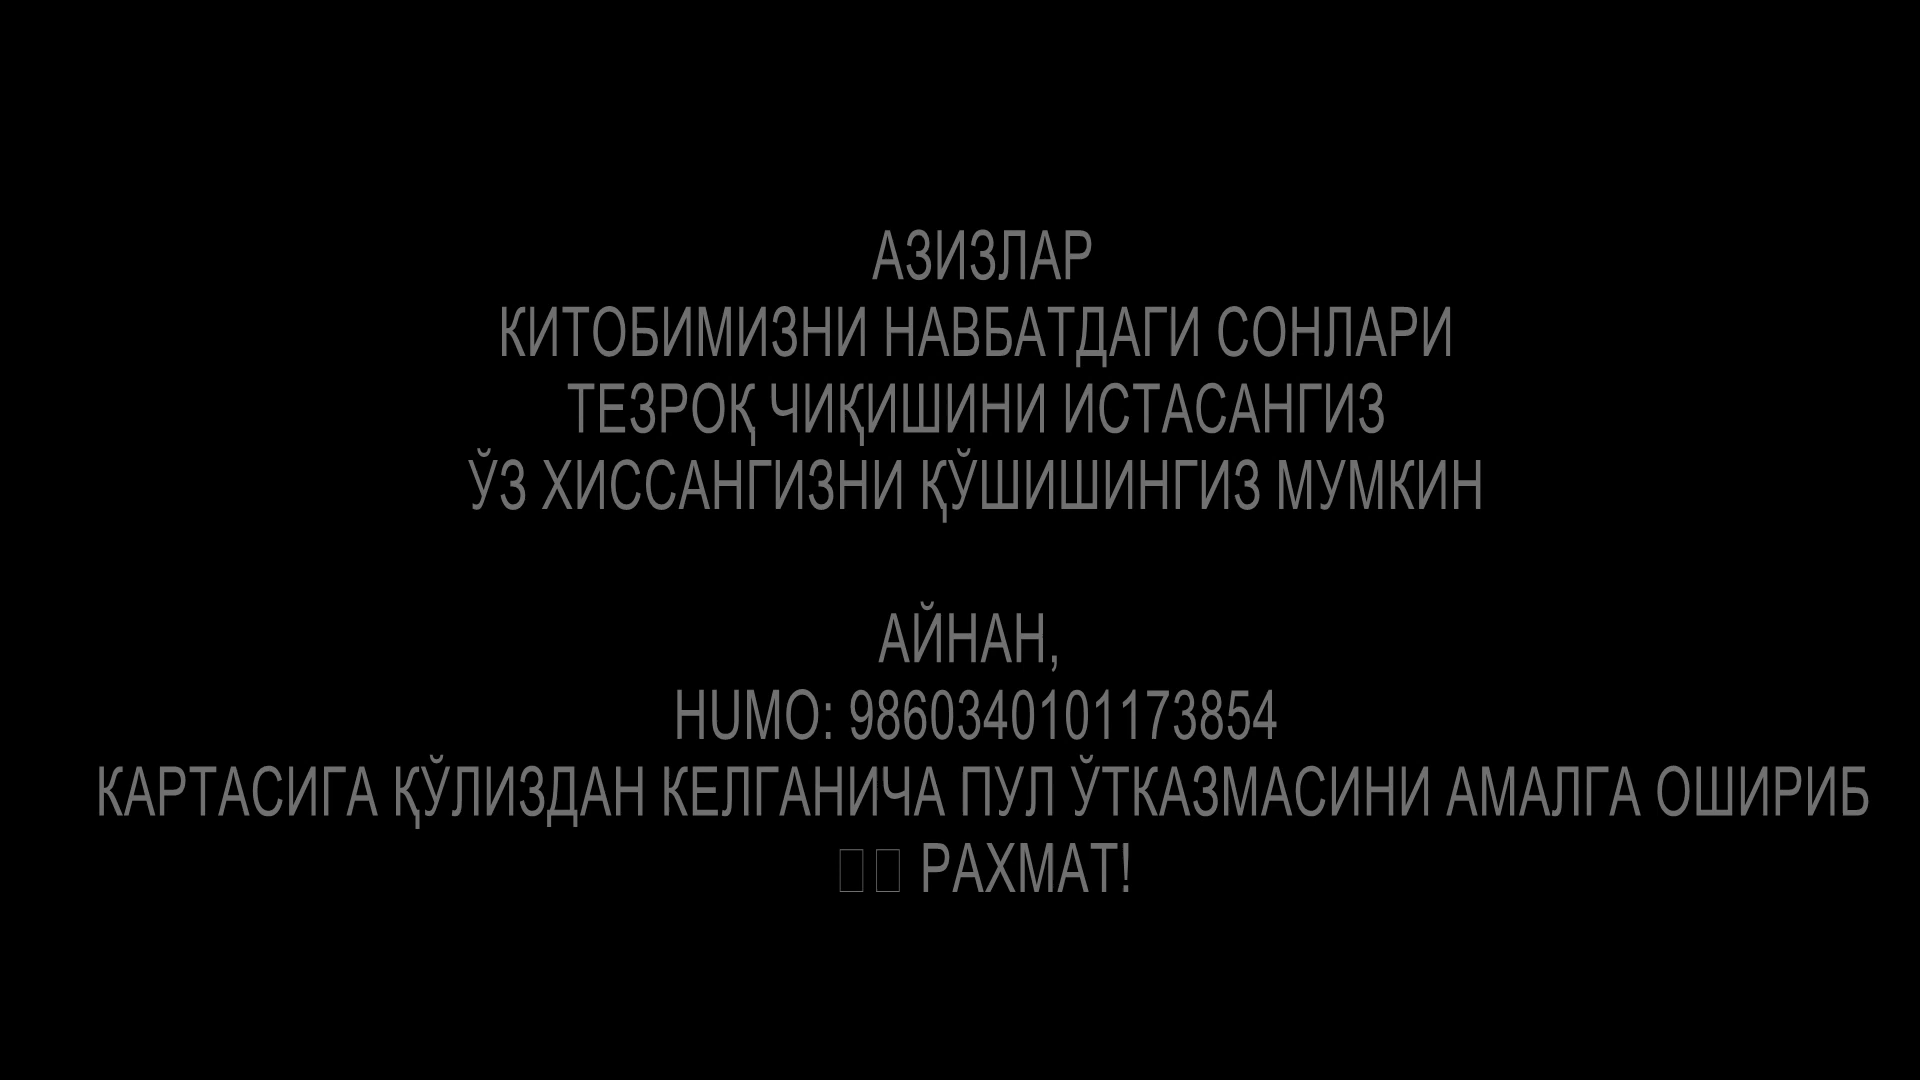 АЗИЗЛАР
КИТОБИМИЗНИ НАВБАТДАГИ СОНЛАРИ
ТЕЗРОҚ ЧИҚИШИНИ ИСТАСАНГИЗ
ЎЗ ХИССАНГИЗНИ ҚЎШИШИНГИЗ МУМКИН
АЙНАН,
HUMO: 9860340101173854
КАРТАСИГА ҚЎЛИЗДАН КЕЛГАНИЧА ПУЛ ЎТКАЗМАСИНИ АМАЛГА ОШИРИБ
РАХМАТ!